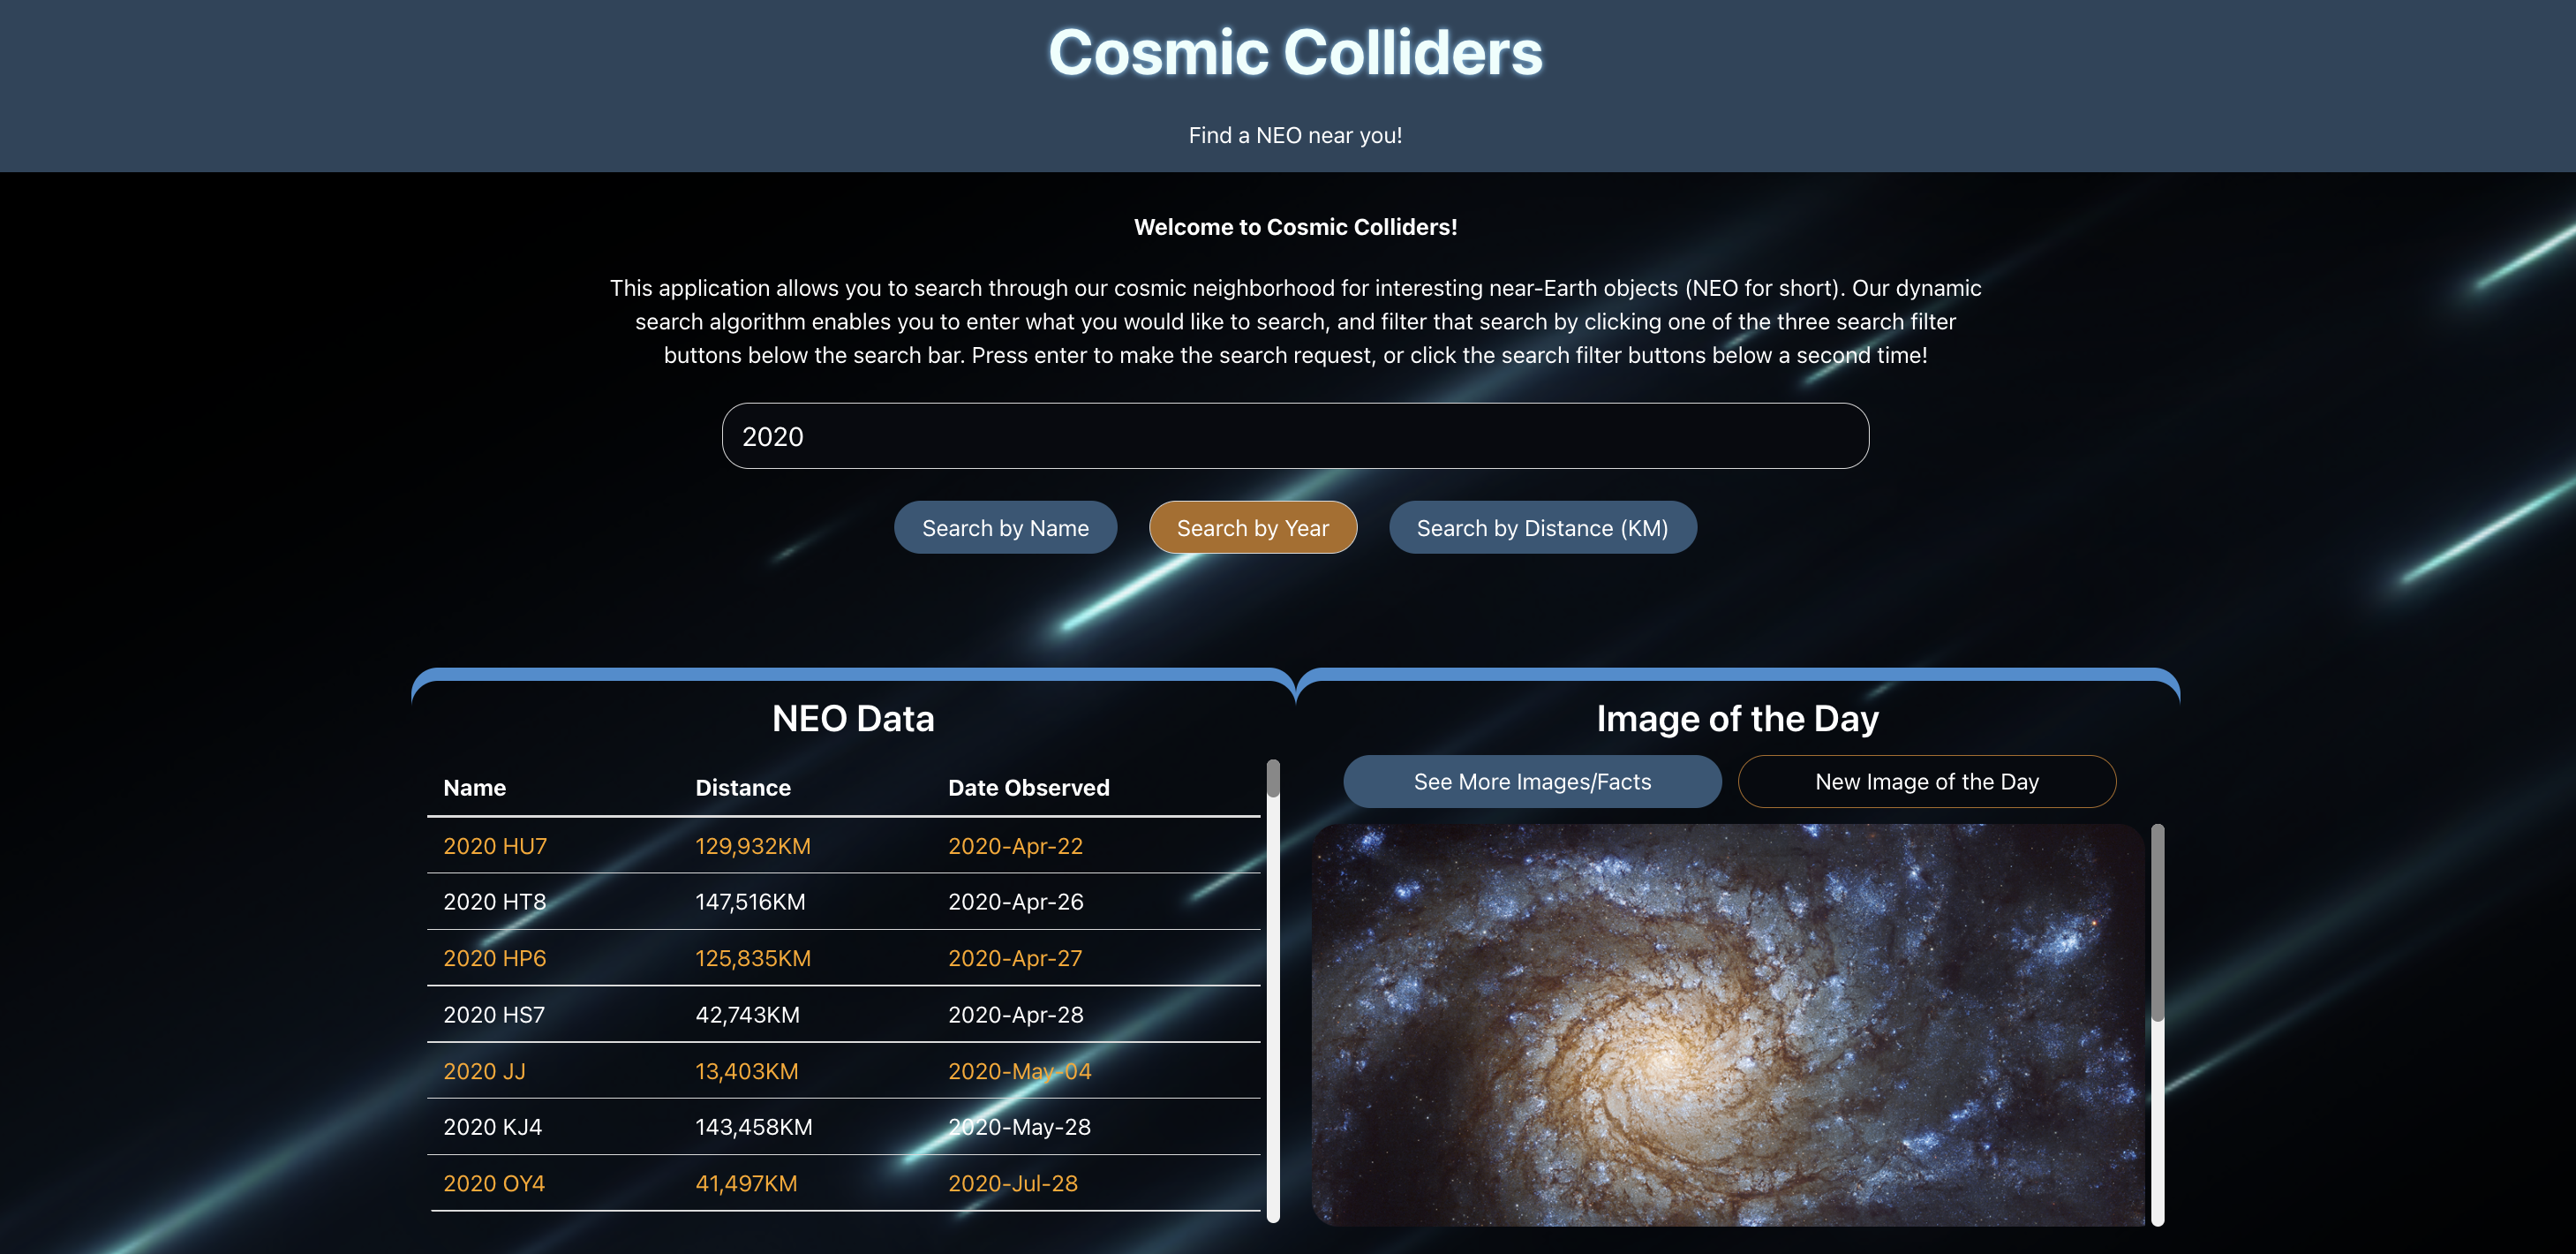 Cosmic Colliders
Find a NEO near you!
Welcome to Cosmic Colliders!
This application allows you to search through our cosmic neighborhood for interesting near-Earth objects (NEO for short). Our dynamic
search algorithm enables you to enter what you would like to search, and filter that search by clicking one of the three search filter
buttons below the search bar. Press enter to make the search request, or click the search filter buttons below a second time!
2020
Search by Name Search by Year Search by Distance (KM)
NEO Data
Name Distance Date Observed
2020 HU7 129,932KM 2020-Apr-22
2020 HT8 147,516KM 2020-Apr-26
2020 HP6 125,835KM 2020-Apr-27
2020 HS7 42,743KM 2020-Apr-28
2020 JJ 13,403KM 2020-May-04
2020 KJ4 143,458KM 2020-May-28
2020 OY4 41,497KM 2020-Jul-28
Image of the Day
See More Images/Facts New Image of the Day